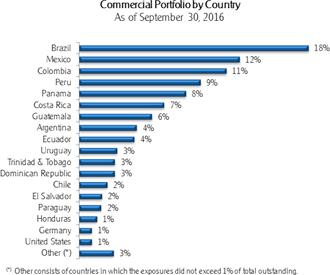 Commercial Portfolio by Country
As of September 30, 2016
Brazil 18%
Mexico 12%
Colombia 11%
Peru 9%
Panama 8%
Costa Rica 7%
Guatemala 6%
Argentina 4%
Ecuador 4%
Uruguay 3%
Trinidad & Tobago 3%
Dominican Republic 3%
Chile 2%
El Salvador 2%
Paraguay 2%
Honduras 1%
Germany 1%
United States 1%
Other (*) 3%
(*) Other consists of countries in which the exposures did not exceed 1% of total outstanding.